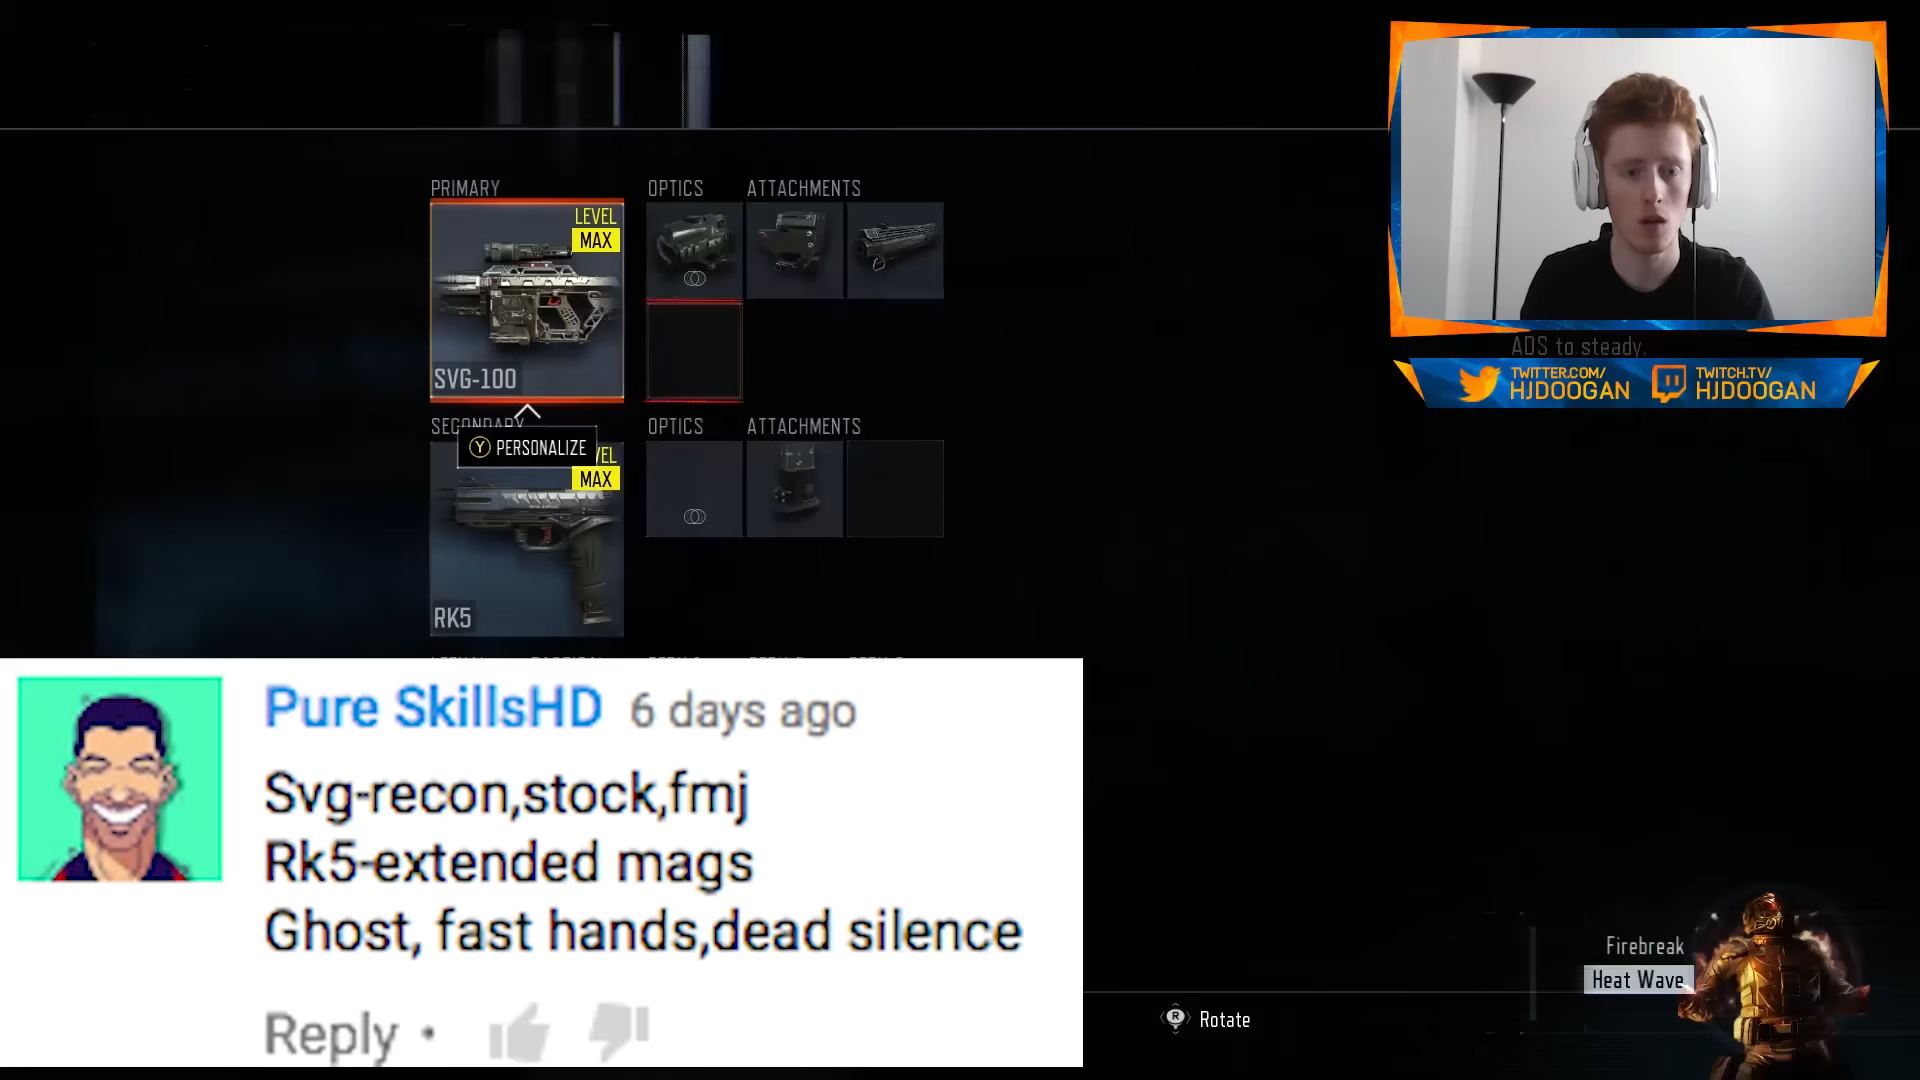 PRIMARY
OPTICS
ATTACHMENTS
LEVEL
MAX
SVG-100
SECONDARY
OPTICS
ATTACHMENTS
Y PERSONALIZE
MAX
RK5
ADS to steady.
TWITTER.COM/
HJDOOGAN
TWITCH.TV/
HJDOOGAN
Pure SkillsHD 6 days ago
Svg-recon,stock,fmj
Rk5-extended mags
Ghost, fast hands,dead silence
Reply •
Firebreak
Heat Wave
R Rotate